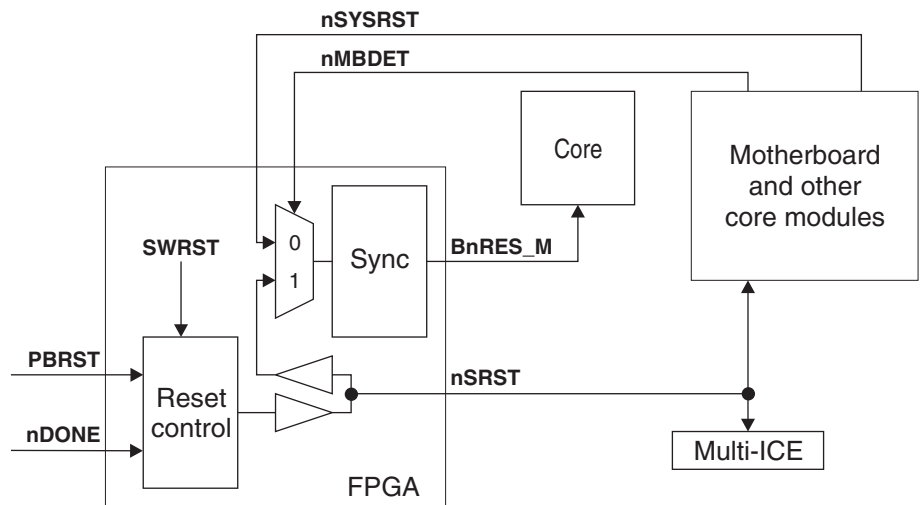 nSYSRST
nMBDET
Core
Motherboard
and other
core modules
0
1
Sync
SWRST
BnRES_M
PBRST
nSRST
Reset
control
nDONE
Multi-ICE
FPGA